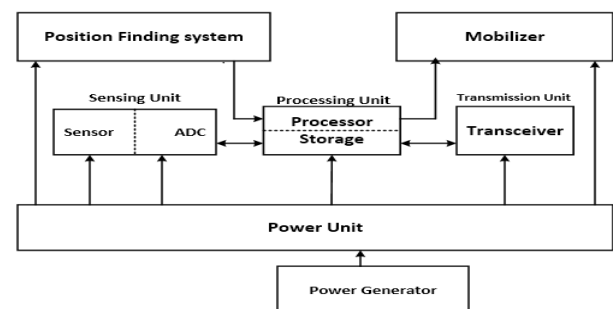 Position Finding system
Mobilizer
Sensing Unit
Processing Unit
Transmission Unit
Sensor
ADC
Processor
Storage
Transceiver
Power Unit
Power Generator